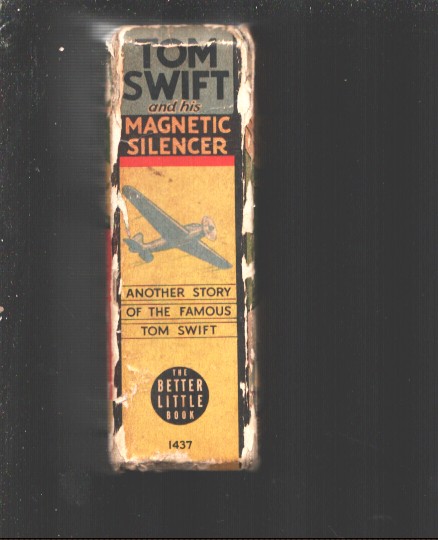 TOM
SWIFT
and his
MAGNETIC
SILENCER
ANOTHER STORY
OF THE FAMOUS
TOM SWIFT
THE
BETTER
LITTLE
BOOK
1437